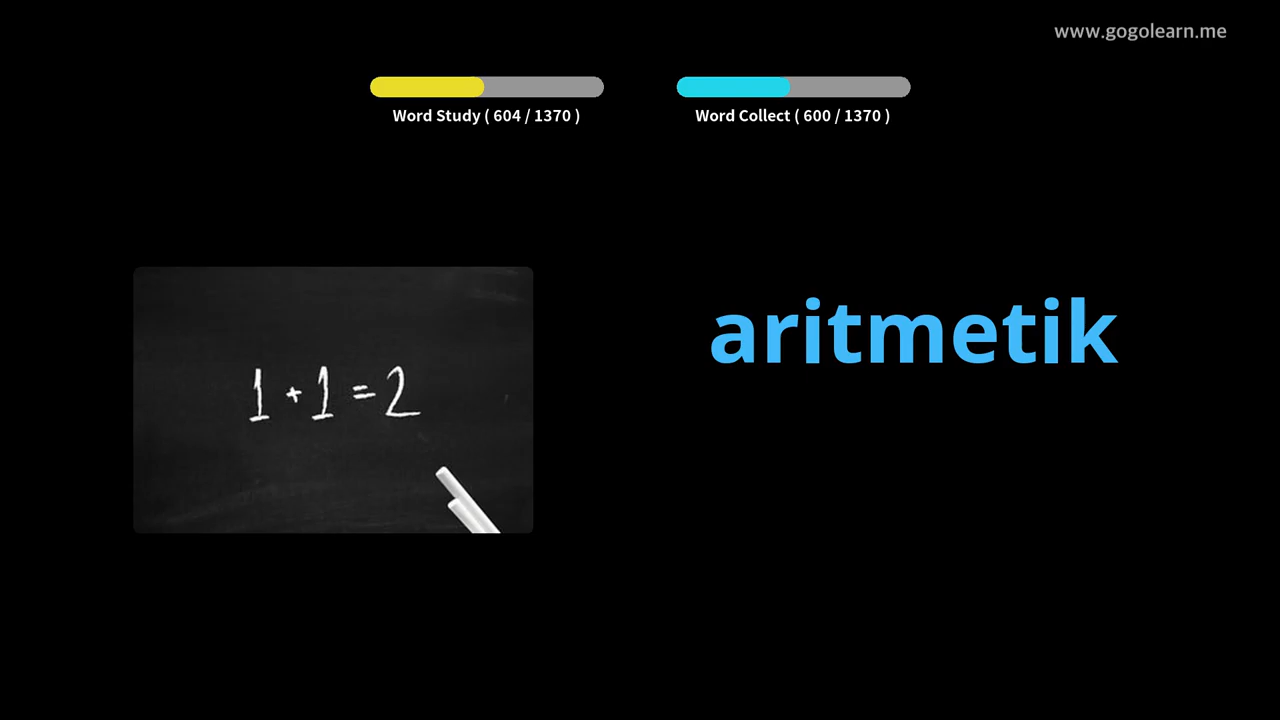 www.gogolearn.me
Word Study ( 604 / 1370 )
Word Collect ( 600 / 1370 )
aritmetik
1 + 1 = 2